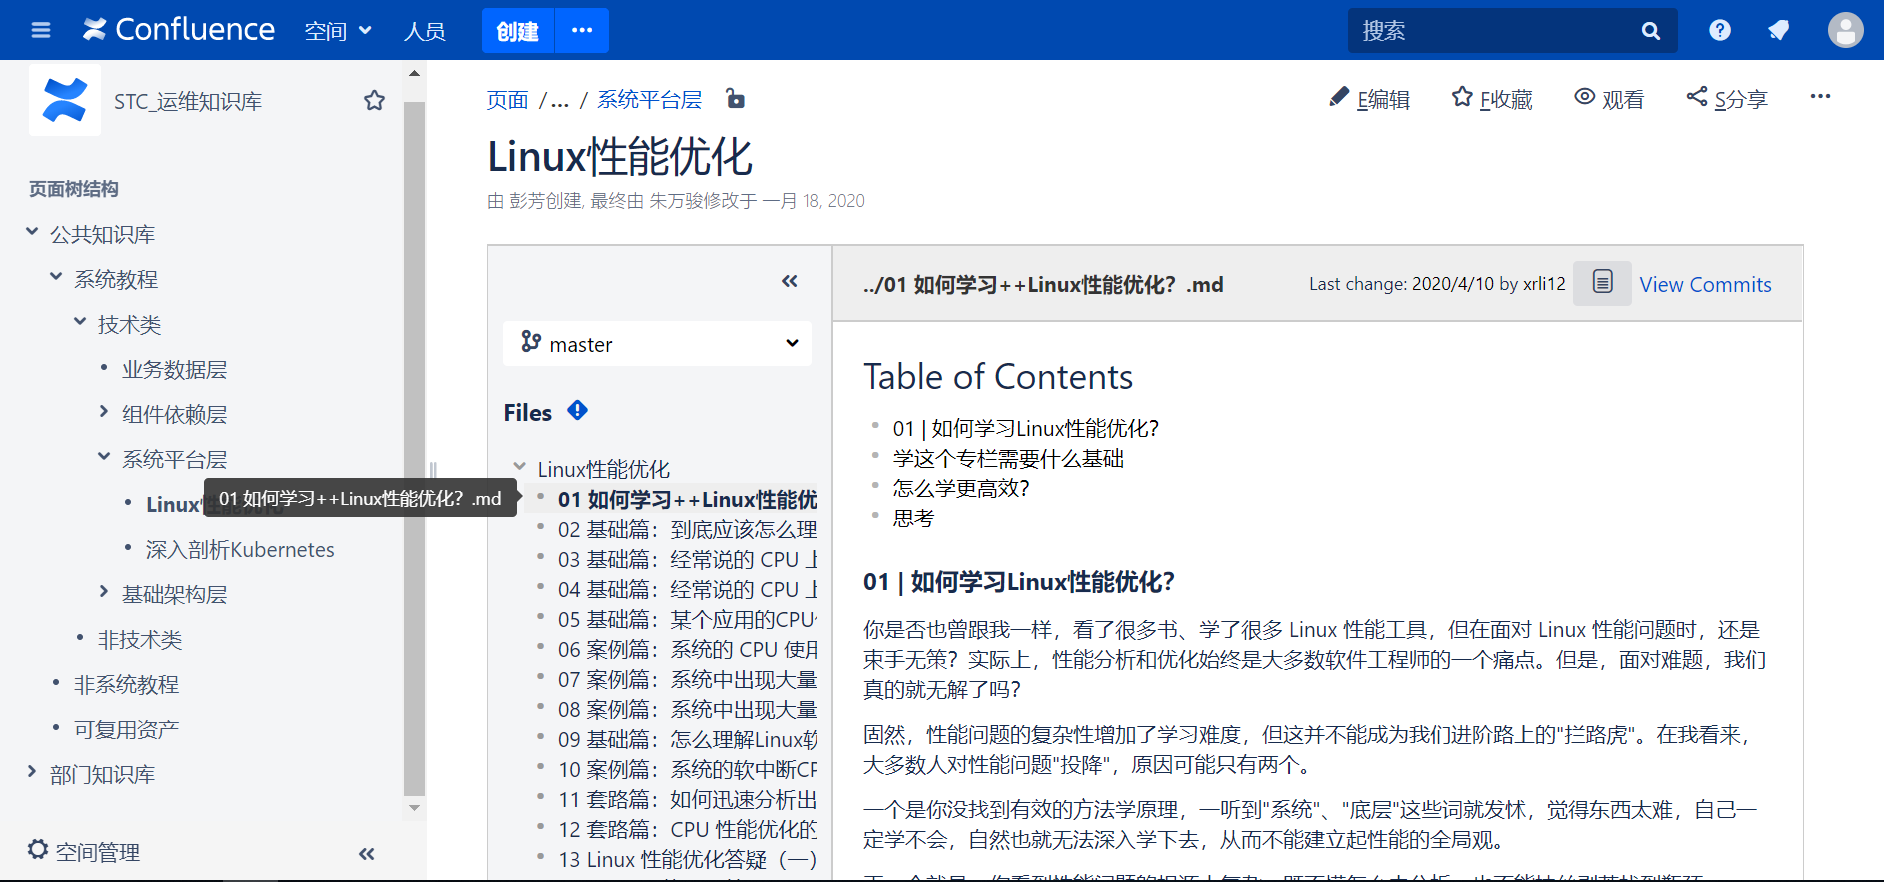 Confluence 空间 人员 创建 ··· 搜索
STC_运维知识库
页面树结构
公共知识库
系统教程
技术类
业务数据层
组件依赖层
系统平台层
Linux
01 如何学习++Linux性能优化？.md
深入剖析Kubernetes
基础架构层
非技术类
非系统教程
可复用资产
部门知识库
空间管理
页面 /... / 系统平台层
E编辑 F收藏 观看 S分享 ···
Linux性能优化
由 彭芳创建, 最终由 朱万骏修改于 一月 18, 2020
master
Files
Linux性能优化
01 如何学习++Linux性能优
02 基础篇：到底应该怎么理
03 基础篇：经常说的 CPU 上
04 基础篇：经常说的 CPU 上
05 基础篇：某个应用的CPU
06 案例篇：系统的 CPU 使用
07 案例篇：系统中出现大量
08 案例篇：系统中出现大量
09 基础篇：怎么理解Linux软
10 案例篇：系统的软中断CP
11 套路篇：如何迅速分析出
12 套路篇：CPU 性能优化的
13 Linux 性能优化答疑（一）
../01 如何学习++Linux性能优化？.md
Last change: 2020/4/10 by xrli12 View Commits
Table of Contents
01 | 如何学习Linux性能优化？
学这个专栏需要什么基础
怎么学更高效？
思考
01 | 如何学习Linux性能优化？
你是否也曾跟我一样，看了很多书、学了很多 Linux 性能工具，但在面对 Linux 性能问题时，还是
束手无策？实际上，性能分析和优化始终是大多数软件工程师的一个痛点。但是，面对难题，我们
真的就无解了吗？
固然，性能问题的复杂性增加了学习难度，但这并不能成为我们进阶路上的"拦路虎"。在我看来，
大多数人对性能问题"投降"，原因可能只有两个。
一个是你没找到有效的方法学原理，一听到"系统"、"底层"这些词就发怵，觉得东西太难，自己一
定学不会，自然也就无法深入学下去，从而不能建立起性能的全局观。